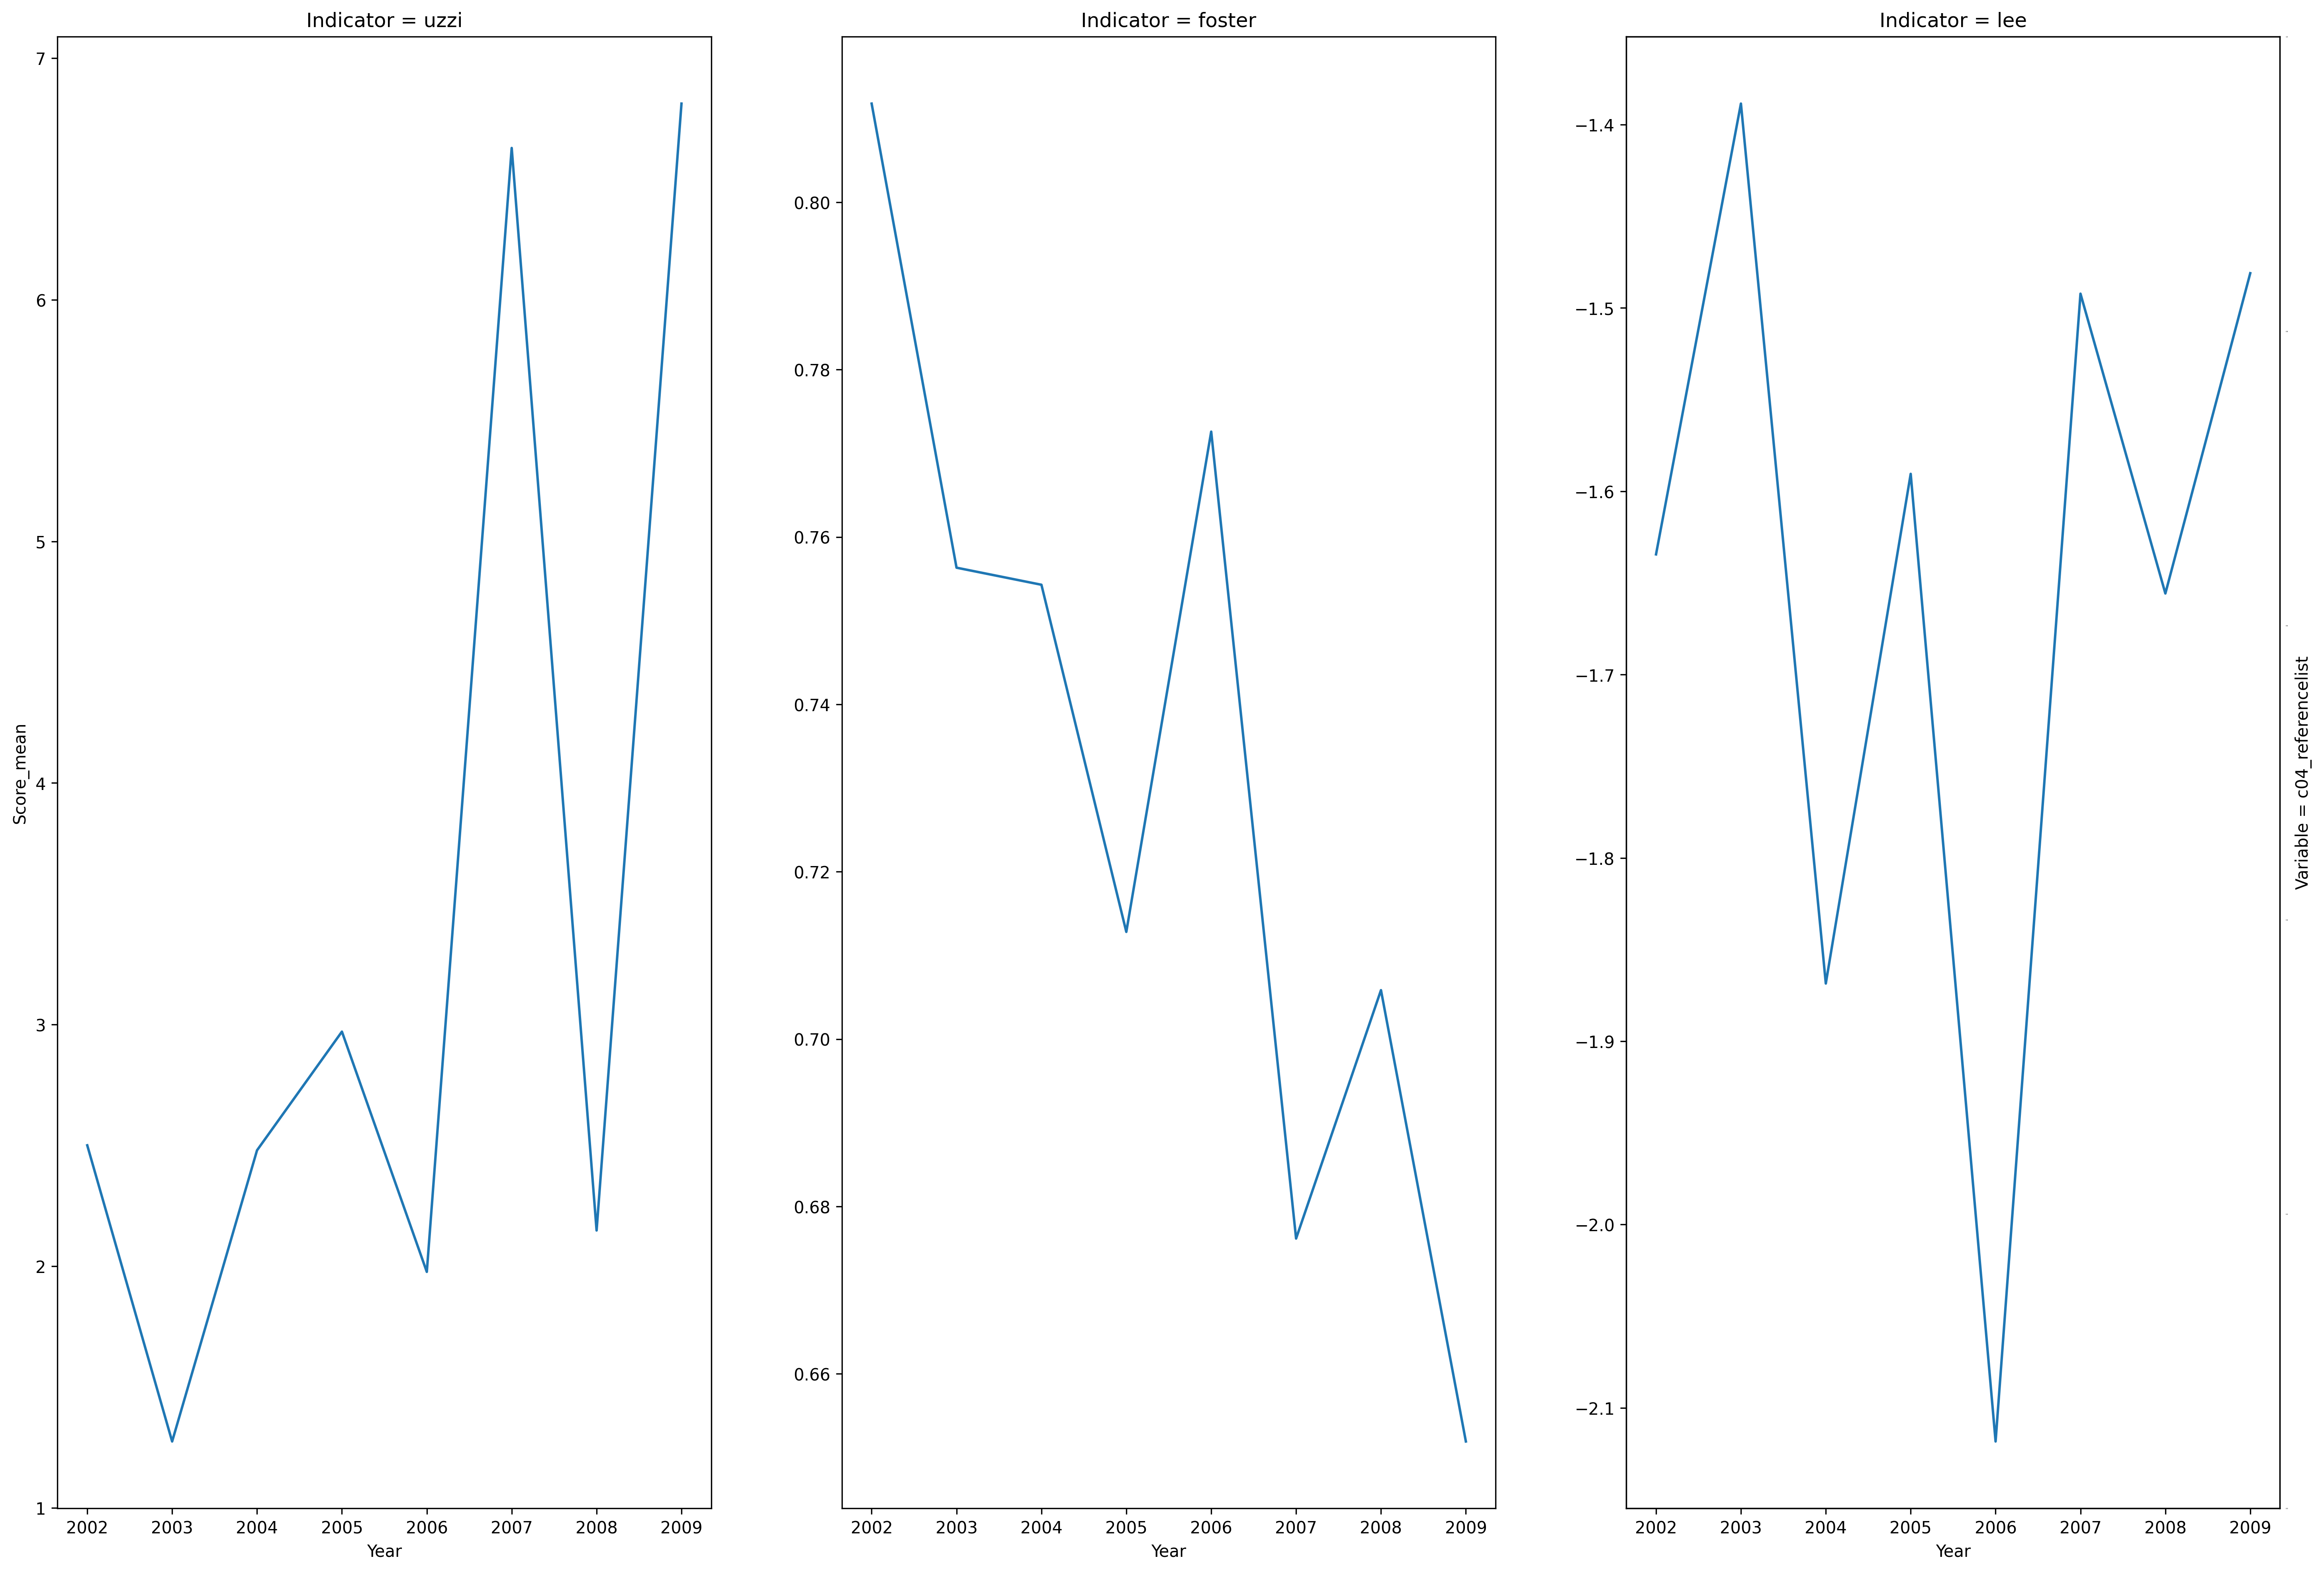 Indicator = uzzi
Indicator = foster
Indicator = lee
Score_mean
7
6
5
4
3
2
1
2002 2003 2004 2005 2006 2007 2008 2009
Year
0.80
0.78
0.76
0.74
0.72
0.70
0.68
0.66
2002 2003 2004 2005 2006 2007 2008 2009
Year
−1.4
−1.5
−1.6
−1.7
−1.8
−1.9
−2.0
−2.1
2002 2003 2004 2005 2006 2007 2008 2009
Year
Variable = c04_referencelist